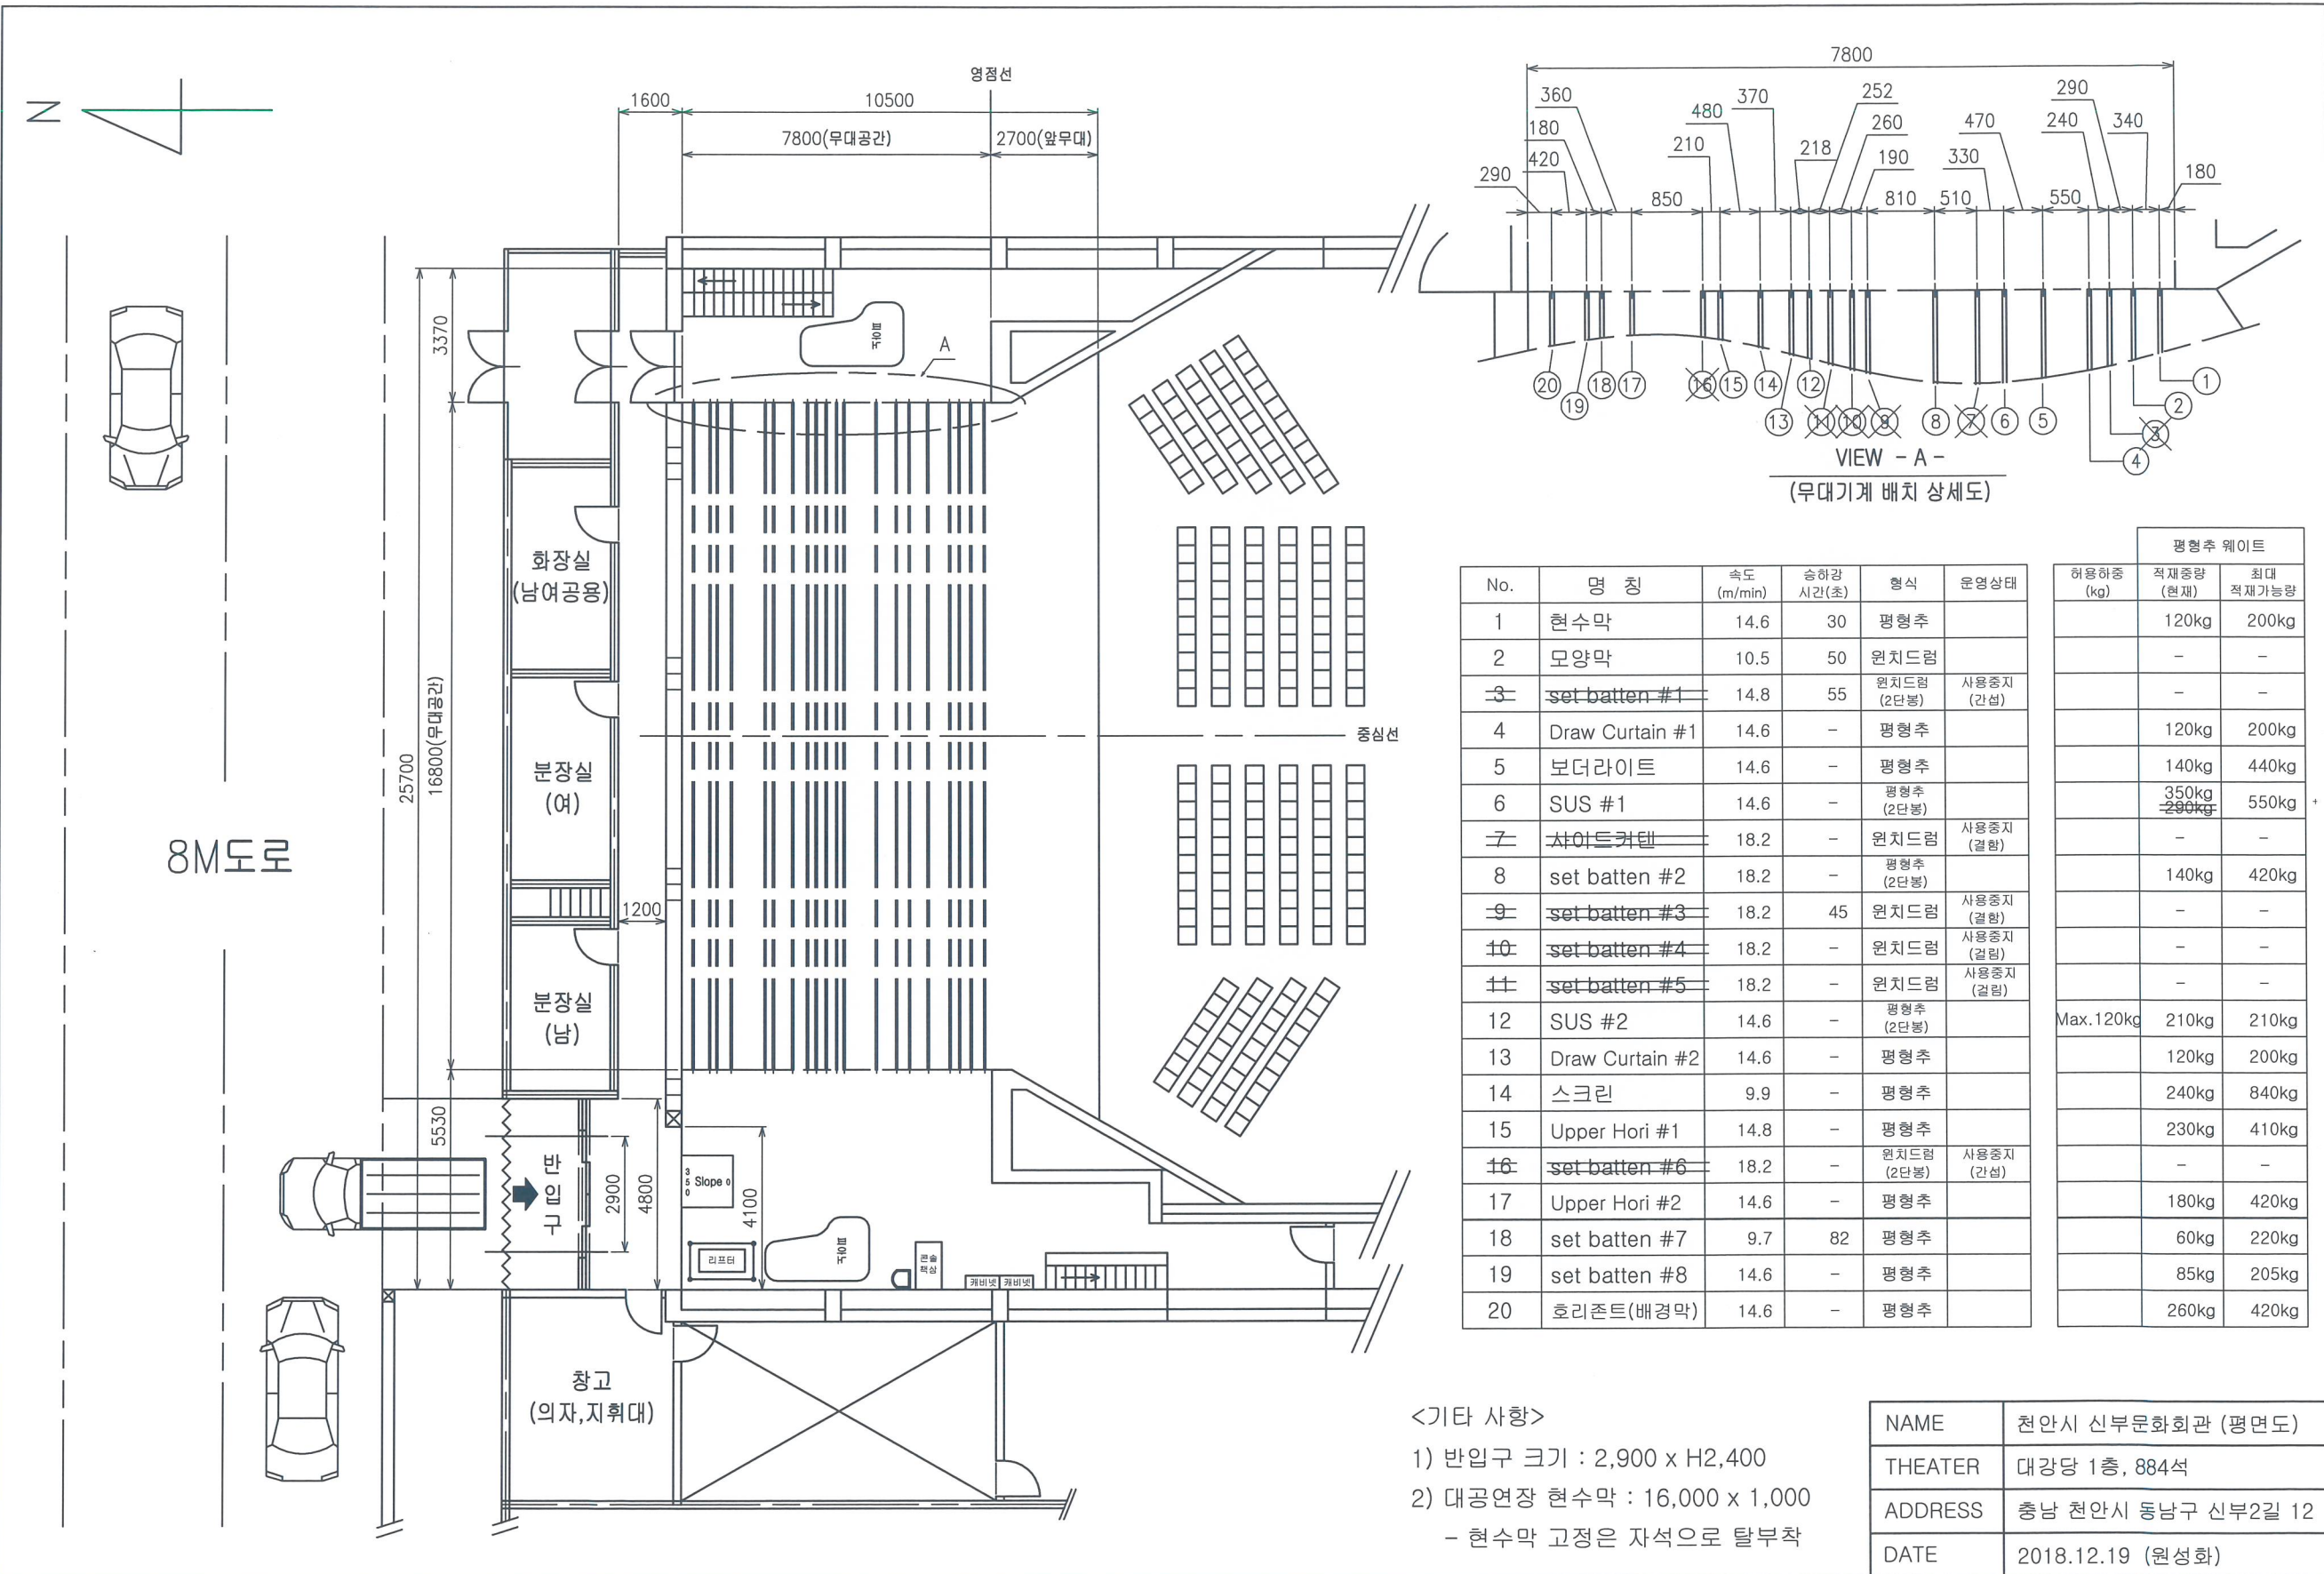 N
영점선
1600
10500
7800(무대공간)
2700(앞무대)
3370
피아노
A
25700
16800(무대공간)
화장실
(남여공용)
분장실
(여)
8M도로
1200
분장실
(남)
중심선
5530
반
입
구
2900
4800
350
Slope 0
4100
리프터
피아노
콘솔
책상
캐비넷
캐비넷
창고
(의자,지휘대)
7800
360
480
370
252
290
180
210
218
260
470
240
340
290
420
190
330
180
850
810
510
550
20
19
18
17
16
15
14
13
12
11
10
9
8
7
6
5
4
3
2
1
VIEW - A -
(무대기계 배치 상세도)
평형추 웨이트
No. 명 칭 속도 (m/min) 승하강 시간(초) 형식 운영상태 허용하중 (kg) 적재중량 (현재) 최대 적재가능량
1 현수막 14.6 30 평형추 120kg 200kg
2 모양막 10.5 50 윈치드럼 - -
3 set batten #1 14.8 55 윈치드럼 (2단봉) 사용중지 (간섭) - -
4 Draw Curtain #1 14.6 - 평형추 120kg 200kg
5 보더라이트 14.6 - 평형추 140kg 440kg
6 SUS #1 14.6 - 평형추 (2단봉) 350kg 290kg 550kg
7 사이드커텐 18.2 - 윈치드럼 사용중지 (결함) - -
8 set batten #2 18.2 - 평형추 (2단봉) 140kg 420kg
9 set batten #3 18.2 45 윈치드럼 사용중지 (결함) - -
10 set batten #4 18.2 - 윈치드럼 사용중지 (걸림) - -
11 set batten #5 18.2 - 윈치드럼 사용중지 (걸림) - -
12 SUS #2 14.6 - 평형추 (2단봉) Max.120kg 210kg 210kg
13 Draw Curtain #2 14.6 - 평형추 120kg 200kg
14 스크린 9.9 - 평형추 240kg 840kg
15 Upper Hori #1 14.8 - 평형추 230kg 410kg
16 set batten #6 18.2 - 윈치드럼 (2단봉) 사용중지 (간섭) - -
17 Upper Hori #2 14.6 - 평형추 180kg 420kg
18 set batten #7 9.7 82 평형추 60kg 220kg
19 set batten #8 14.6 - 평형추 85kg 205kg
20 호리존트(배경막) 14.6 - 평형추 260kg 420kg
<기타 사항>
1) 반입구 크기 : 2,900 x H2,400
2) 대공연장 현수막 : 16,000 x 1,000
- 현수막 고정은 자석으로 탈부착
NAME 천안시 신부문화회관 (평면도)
THEATER 대강당 1층, 884석
ADDRESS 충남 천안시 동남구 신부2길 12
DATE 2018.12.19 (원성화)